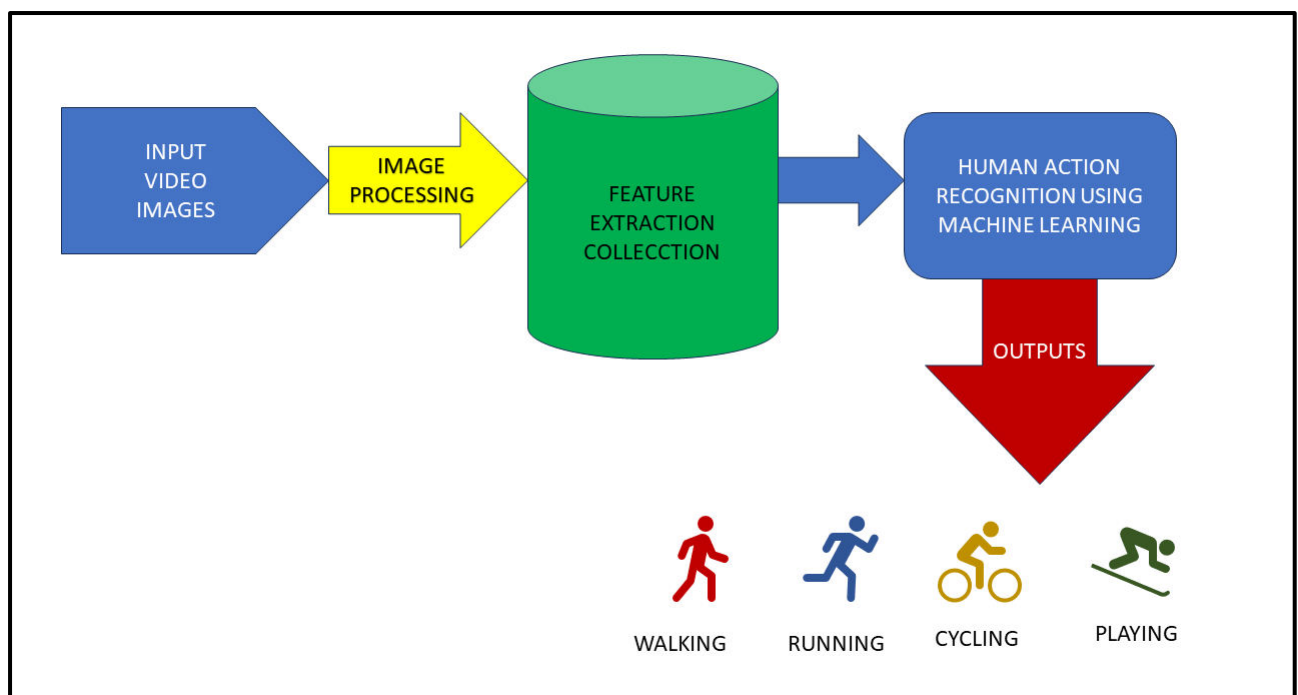 INPUT
VIDEO
IMAGES
IMAGE
PROCESSING
FEATURE
EXTRACTION
COLLECCTION
HUMAN ACTION
RECOGNITION USING
MACHINE LEARNING
OUTPUTS
WALKING
RUNNING
CYCLING
PLAYING